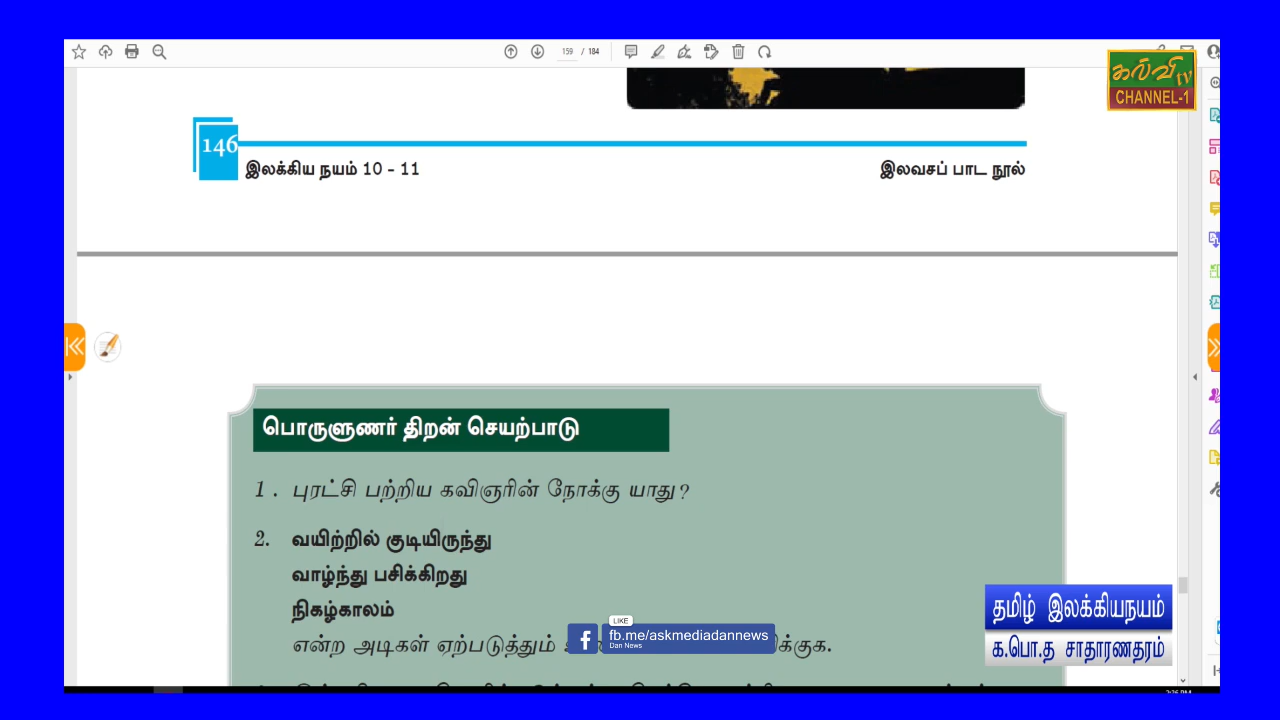 159 / 184
கல்வி TV
CHANNEL-1
146
இலக்கிய நயம் 10 - 11
இலவசப் பாட நூல்
பொருளுணர் திறன் செயற்பாடு
1 . புரட்சி பற்றிய கவிஞரின் நோக்கு யாது?
2. வயிற்றில் குடியிருந்து
வாழ்ந்து பசிக்கிறது
நிகழ்காலம்
என்ற அடிகள் ஏற்படுத்தும்
LIKE
fb.me/askmediadannews
Dan News
தமிழ் இலக்கியநயம்
க.பொ.த சாதாரணதரம்